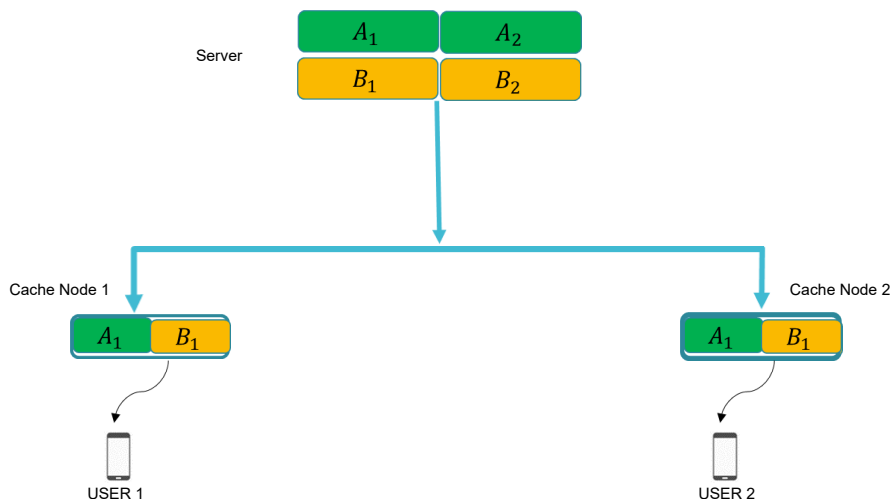 A₁ A₂
Server
B₁ B₂
Cache Node 1
Cache Node 2
A₁ B₁
A₁ B₁
USER 1
USER 2